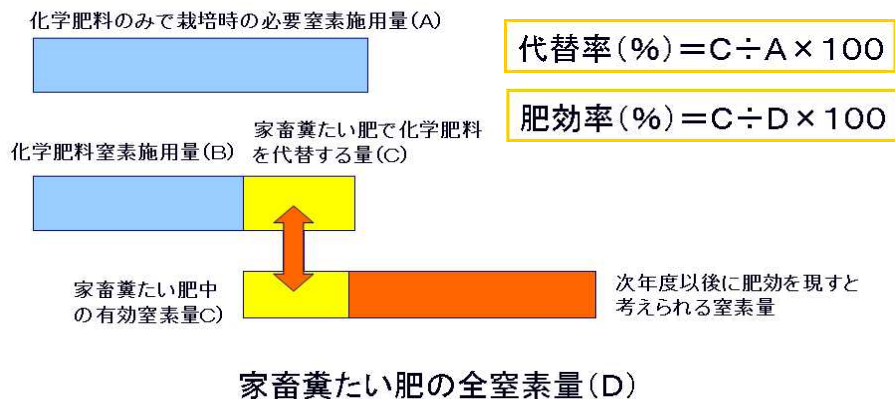 化学肥料のみで栽培時の必要窒素施用量(A)
代替率(%)=C÷A×100
肥効率(%)=C÷D×100
家畜糞たい肥で化学肥料
を代替する量(C)
化学肥料窒素施用量(B)
家畜糞たい肥中
の有効窒素量C)
次年度以後に肥効を現すと
考えられる窒素量
家畜糞たい肥の全窒素量(D)